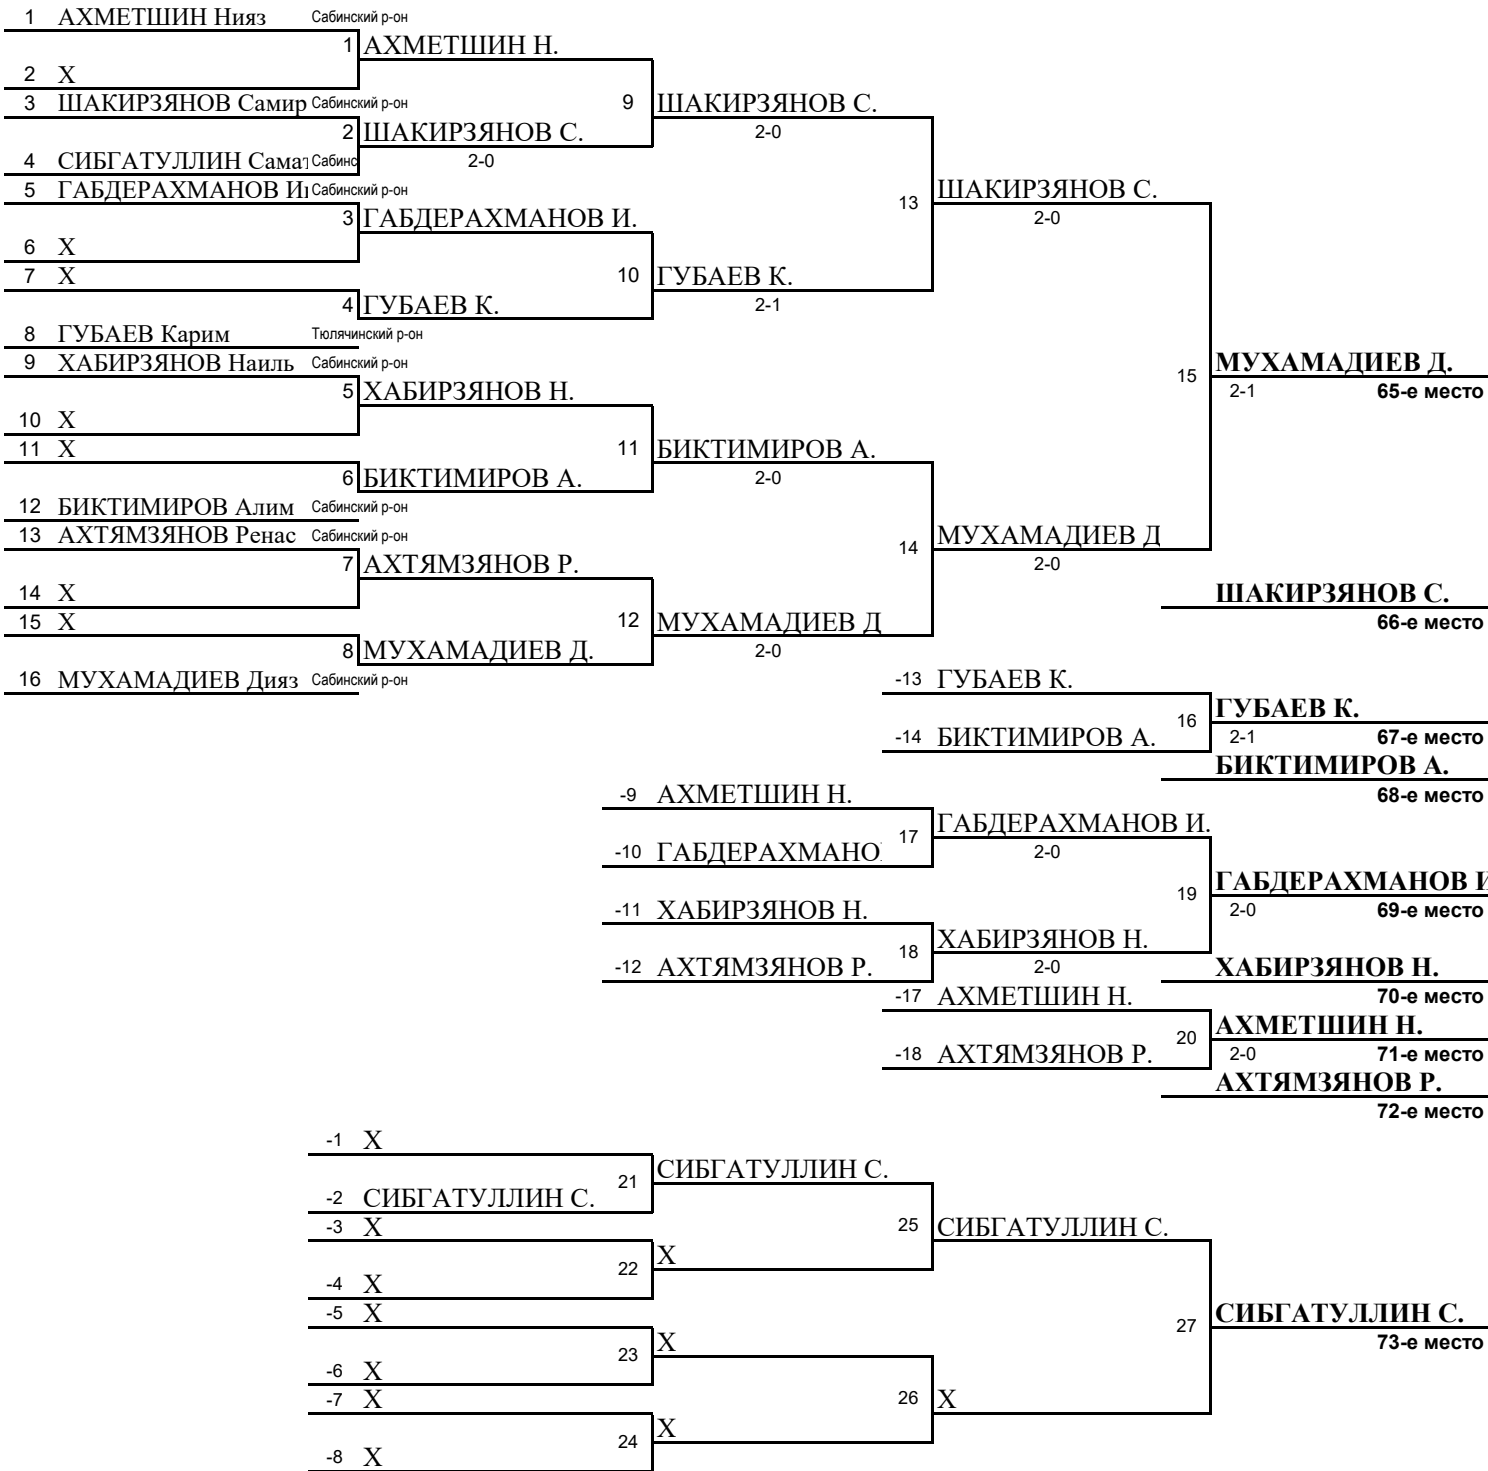 1 АХМЕТШИН Нияз Сабинский р-он
1 АХМЕТШИН Н.
2 X
3 ШАКИРЗЯНОВ Самир Сабинский р-он 9 ШАКИРЗЯНОВ С.
2 ШАКИРЗЯНОВ С. 2-0
4 СИБГАТУЛЛИН Самат Сабинс 2-0
5 ГАБДЕРАХМАНОВ И Сабинский р-он 13 ШАКИРЗЯНОВ С.
3 ГАБДЕРАХМАНОВ И. 2-0
6 X
7 X 10 ГУБАЕВ К.
4 ГУБАЕВ К. 2-1
8 ГУБАЕВ Карим Тюлячинский р-он
9 ХАБИРЗЯНОВ Наиль Сабинский р-он 15 МУХАМАДИЕВ Д.
5 ХАБИРЗЯНОВ Н. 2-1 65-е место
10 X
11 X 11 БИКТИМИРОВ А.
6 БИКТИМИРОВ А. 2-0
12 БИКТИМИРОВ Алим Сабинский р-он
13 АХТЯМЗЯНОВ Ренас Сабинский р-он 14 МУХАМАДИЕВ Д
7 АХТЯМЗЯНОВ Р. 2-0
14 X ШАКИРЗЯНОВ С.
15 X 12 МУХАМАДИЕВ Д 66-е место
8 МУХАМАДИЕВ Д. 2-0
16 МУХАМАДИЕВ Дияз Сабинский р-он -13 ГУБАЕВ К.
16 ГУБАЕВ К.
-14 БИКТИМИРОВ А. 2-1 67-е место
БИКТИМИРОВ А.
-9 АХМЕТШИН Н. 68-е место
17 ГАБДЕРАХМАНОВ И.
-10 ГАБДЕРАХМАНО 2-0
19 ГАБДЕРАХМАНОВ И
-11 ХАБИРЗЯНОВ Н. 2-0 69-е место
18 ХАБИРЗЯНОВ Н.
-12 АХТЯМЗЯНОВ Р. 2-0 ХАБИРЗЯНОВ Н.
-17 АХМЕТШИН Н. 70-е место
20 АХМЕТШИН Н.
-18 АХТЯМЗЯНОВ Р. 2-0 71-е место
АХТЯМЗЯНОВ Р.
72-е место
-1 X
21 СИБГАТУЛЛИН С.
-2 СИБГАТУЛЛИН С.
-3 X 25 СИБГАТУЛЛИН С.
22 X
-4 X
-5 X 27 СИБГАТУЛЛИН С.
23 X 73-е место
-6 X
-7 X 26 X
24 X
-8 X